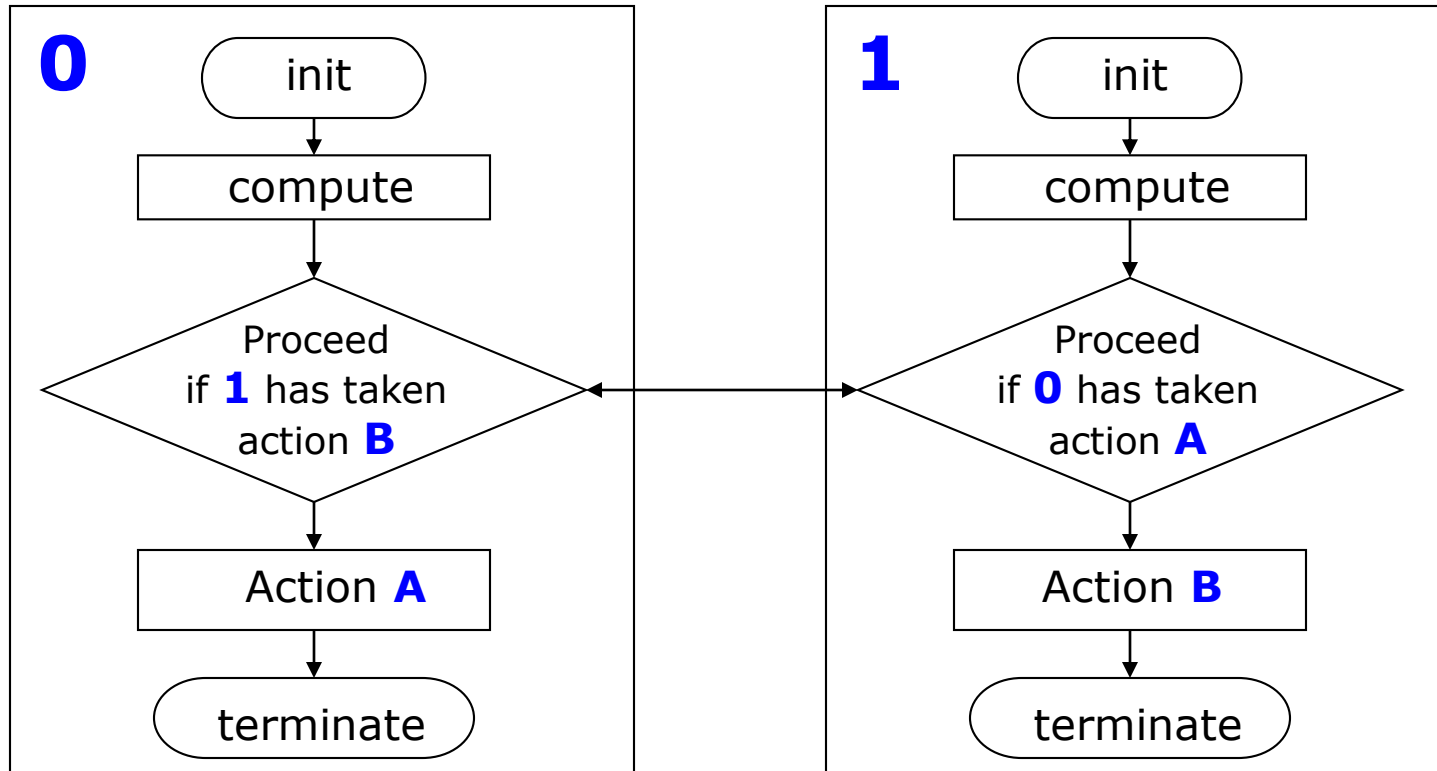 0
init
compute
Proceed
if 1 has taken
action B
Action A
terminate
1
init
compute
Proceed
if 0 has taken
action A
Action B
terminate